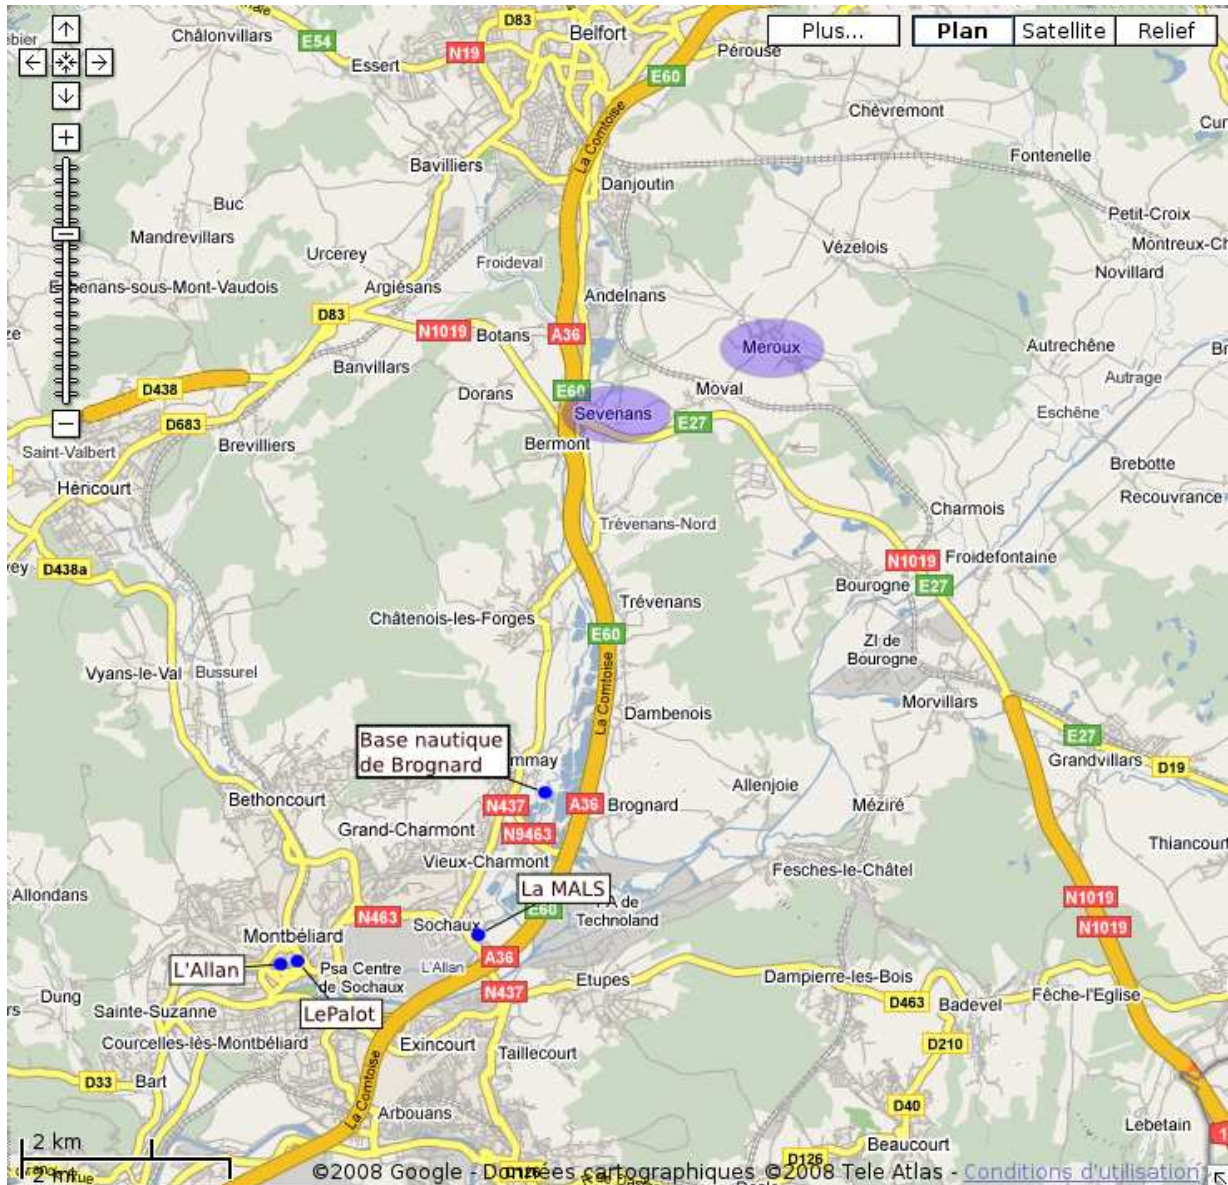 D83
Belfort
Châlonvillars
E54
N19
Essert
Pérouse
Plus...
Plan
Satellite
Relief
E60
La Comtoise
Chèvremont
Fontenelle
Bavilliers
Danjoutin
Buc
Mandrevillars
Petit-Croix
Urcerey
Froideval
Vézelois
Novillard
Argiésans
Andelnans
D83
N1019
Botans
A36
Meroux
Autrechêne
Banvillars
Autrage
D438
Dorans
E60
Moval
Sevenans
E27
Eschêne
D683
Brevilliers
Bermont
Saint-Valbert
Brebotte
Héricourt
Recouvrance
Charmois
Trévenans-Nord
D438a
N1019
Froidefontaine
Bourogne
E27
Trévenans
Châtenois-les-Forges
E60
ZI de
Bourogne
Vyans-le-Val
Bussurel
La Comtoise
Morvillars
Dambenois
Base nautique
de Brognard
E27
Grandvillars
D19
Allenjoie
Bethoncourt
N437
A36
Brognard
Méziré
Grand-Charmont
N9463
Thiancourt
Vieux-Charmont
Fesches-le-Châtel
Allondans
La MALS
N463
E60
Technoland
N1019
Sochaux
N1019
Montbéliard
L'Allan
Psa Centre
de Sochaux
L'Allan
A36
Etupes
Dampierre-les-Bois
Dung
LePalot
N437
D463
Badevel
Fêche-l'Eglise
Sainte-Suzanne
Courcelles-lès-Montbéliard
Exincourt
Taillecourt
D210
D33
Bart
La Comtoise
Arbouans
D40
Lebetain
2 km
Beaucourt
2 mi
D126
D126
©2008 Google - Données cartographiques ©2008 Tele Atlas - Conditions d'utilisation